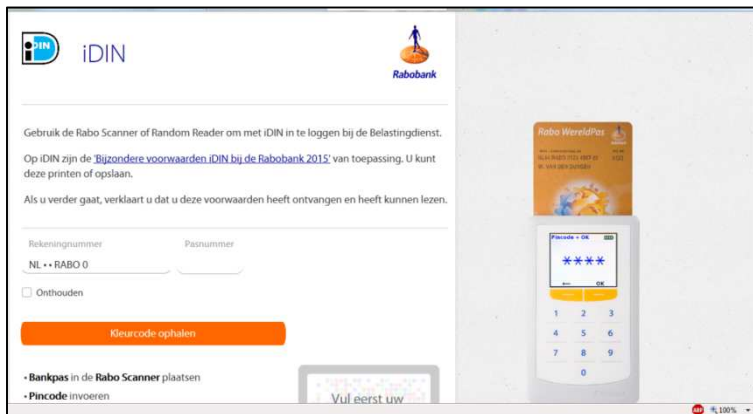 iDIN
iDIN
Rabobank
Gebruik de Rabo Scanner of Random Reader om met iDIN in te loggen bij de Belastingdienst.
Op iDIN zijn de 'Bijzondere voorwaarden iDIN bij de Rabobank 2015' van toepassing. U kunt
deze printen of opslaan.
Als u verder gaat, verklaart u dat u deze voorwaarden heeft ontvangen en heeft kunnen lezen.
Rekeningnummer Pasnummer
NL •• RABO 0
Onthouden
Kleurcode ophalen
• Bankpas in de Rabo Scanner plaatsen
• Pincode invoeren
Vul eerst uw
Rabo WereldPas
Pincode + OK
****
← OK
1 2 3
4 5 6
7 8 9
0
ABP 100%